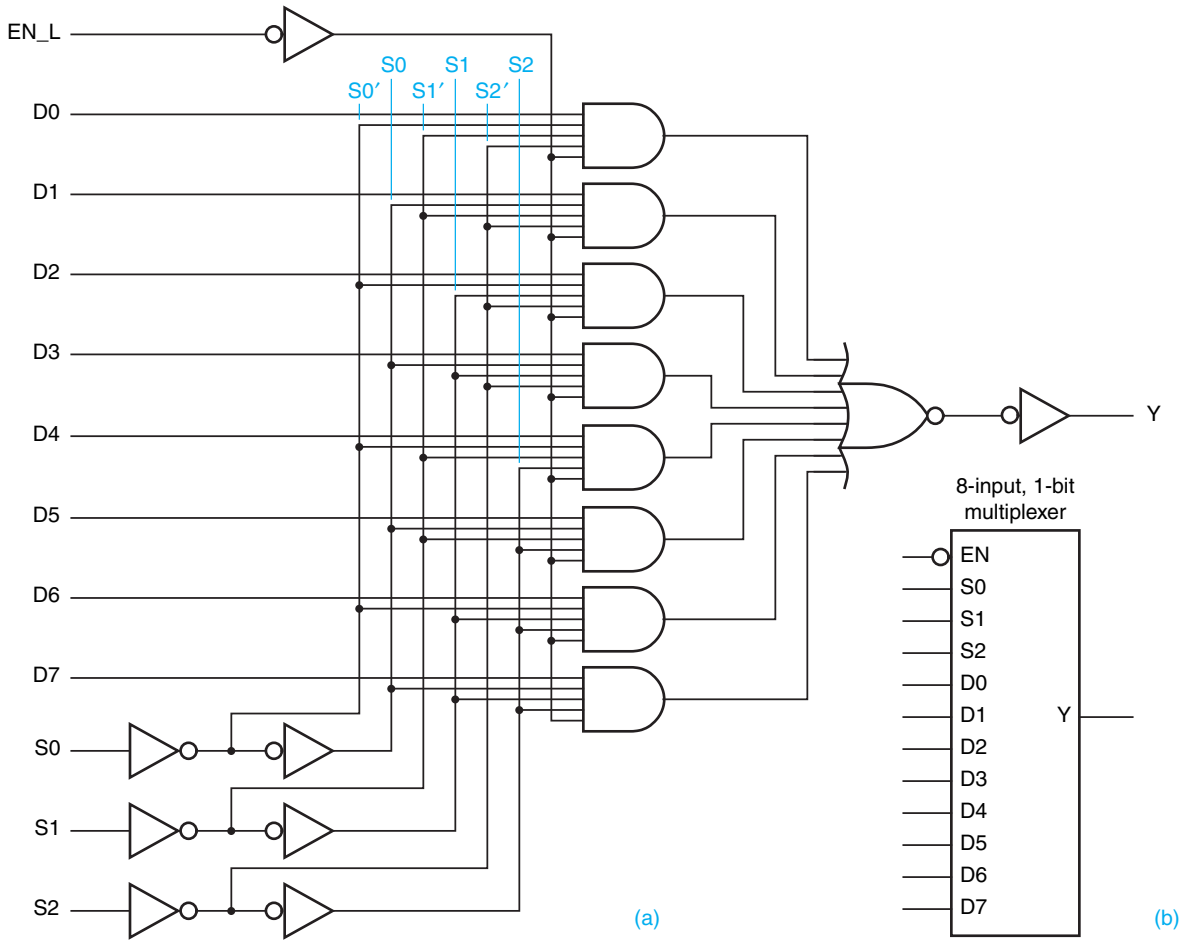 EN_L
S0 S1 S2
S0′ S1′ S2′
D0
D1
D2
D3
D4
D5
D6
D7
S0
S1
S2
Y
(a)
8-input, 1-bit
multiplexer
EN
S0
S1
S2
D0
D1
Y
D2
D3
D4
D5
D6
D7
(b)